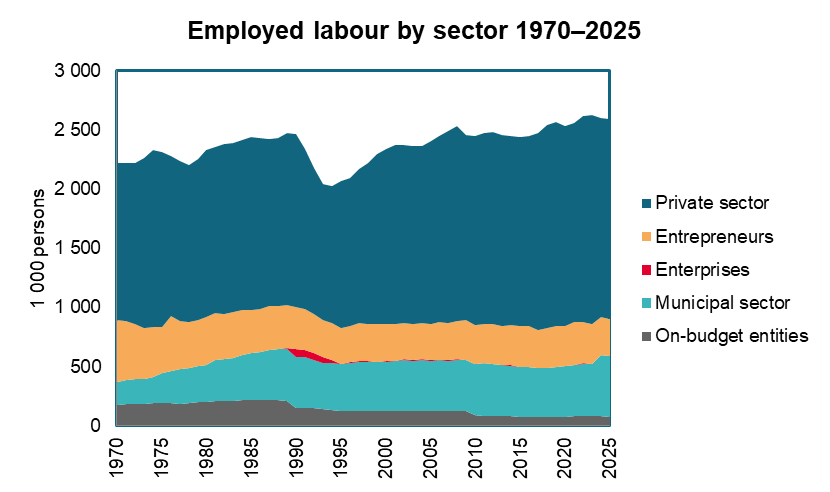 Employed labour by sector 1970–2025
3 000
2 500
2 000
1 500
1 000
500
0
1 000 persons
1970
1975
1980
1985
1990
1995
2000
2005
2010
2015
2020
2025
Private sector
Entrepreneurs
Enterprises
Municipal sector
On-budget entities